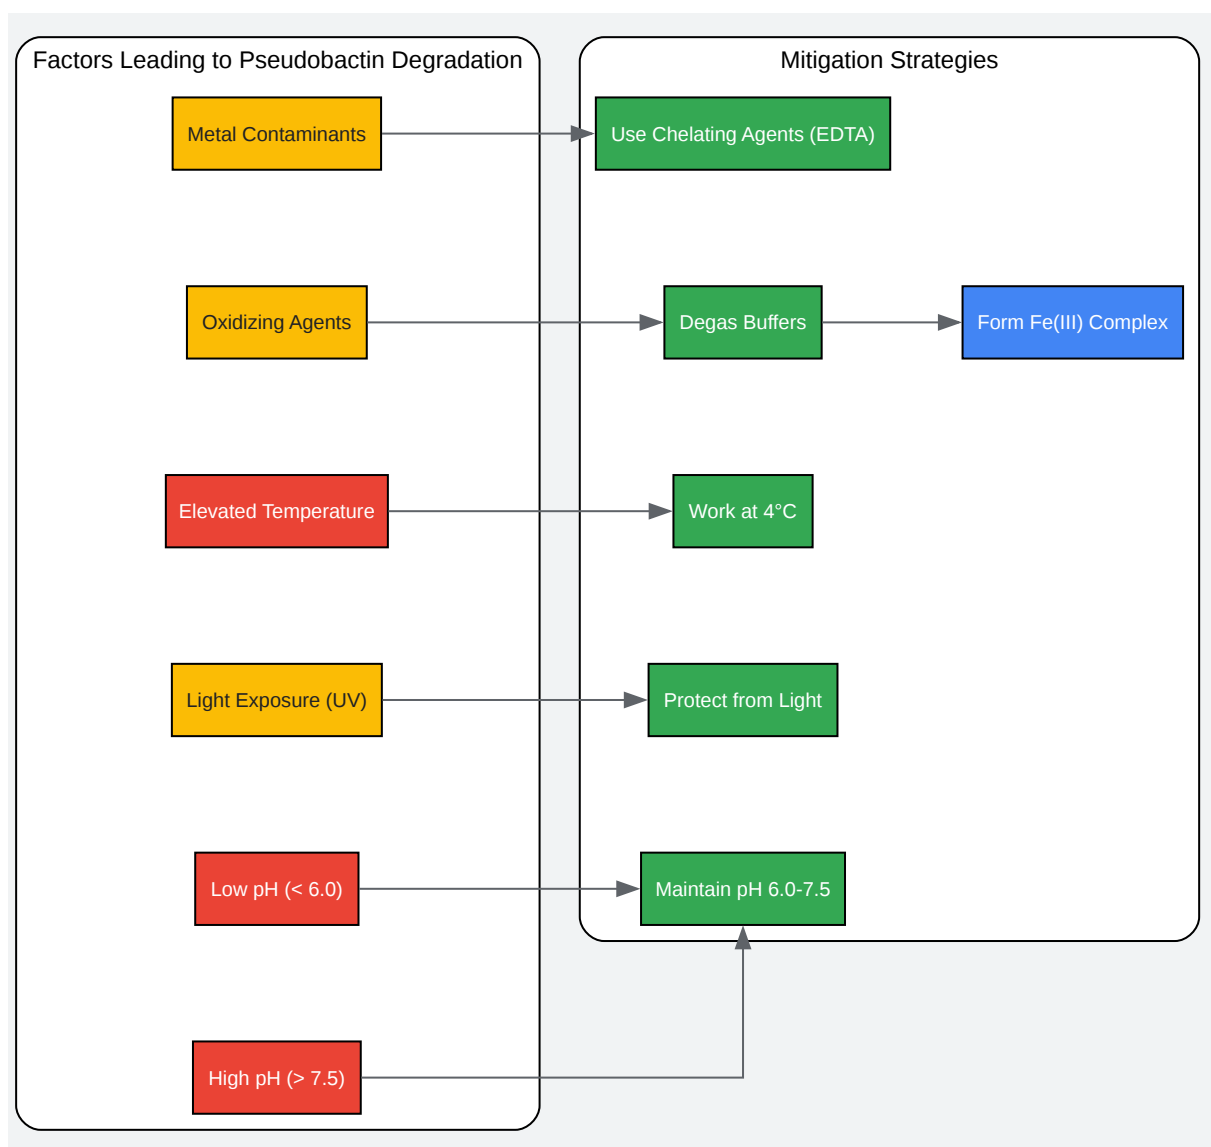 Factors Leading to Pseudobactin Degradation
Mitigation Strategies
Metal Contaminants
Use Chelating Agents (EDTA)
Oxidizing Agents
Degas Buffers
Form Fe(III) Complex
Elevated Temperature
Work at 4°C
Light Exposure (UV)
Protect from Light
Low pH (< 6.0)
Maintain pH 6.0-7.5
High pH (> 7.5)